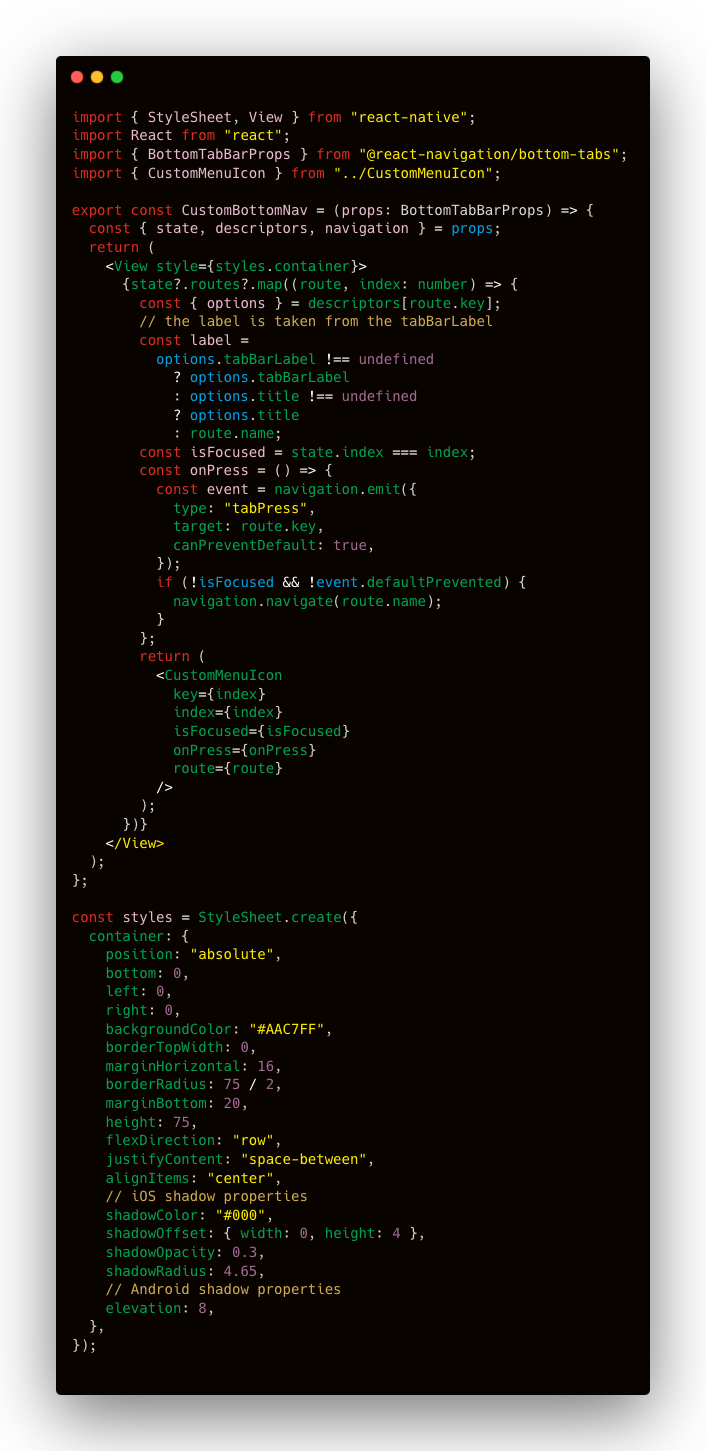 import { StyleSheet, View } from "react-native";
import React from "react";
import { BottomTabBarProps } from "@react-navigation/bottom-tabs";
import { CustomMenuIcon } from "../CustomMenuIcon";

export const CustomBottomNav = (props: BottomTabBarProps) => {
  const { state, descriptors, navigation } = props;
  return (
    <View style={styles.container}>
      {state?.routes?.map((route, index: number) => {
        const { options } = descriptors[route.key];
        // the label is taken from the tabBarLabel
        const label =
          options.tabBarLabel !== undefined
            ? options.tabBarLabel
            : options.title !== undefined
            ? options.title
            : route.name;
        const isFocused = state.index === index;
        const onPress = () => {
          const event = navigation.emit({
            type: "tabPress",
            target: route.key,
            canPreventDefault: true,
          });
          if (!isFocused && !event.defaultPrevented) {
            navigation.navigate(route.name);
          }
        };
        return (
          <CustomMenuIcon
            key={index}
            index={index}
            isFocused={isFocused}
            onPress={onPress}
            route={route}
          />
        );
      })}
    </View>
  );
};

const styles = StyleSheet.create({
  container: {
    position: "absolute",
    bottom: 0,
    left: 0,
    right: 0,
    backgroundColor: "#AAC7FF",
    borderTopWidth: 0,
    marginHorizontal: 16,
    borderRadius: 75 / 2,
    marginBottom: 20,
    height: 75,
    flexDirection: "row",
    justifyContent: "space-between",
    alignItems: "center",
    // iOS shadow properties
    shadowColor: "#000",
    shadowOffset: { width: 0, height: 4 },
    shadowOpacity: 0.3,
    shadowRadius: 4.65,
    // Android shadow properties
    elevation: 8,
  },
});